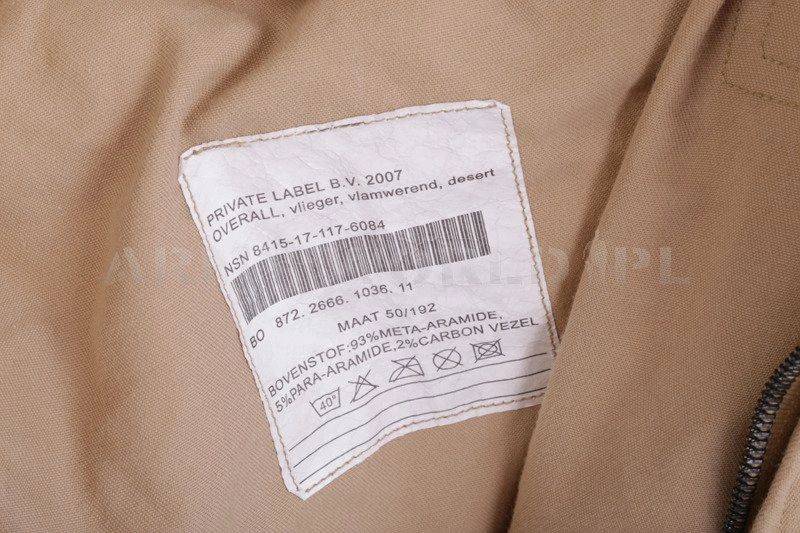 PRIVATE LABEL B.V. 2007
OVERALL, vlieger, vlamwerend, desert
NSN 8415-17-117-6084
BO 872. 2666. 1036. 11
MAAT 50/192
BOVENSTOF:93%META-ARAMIDE,
5%PARA-ARAMIDE,2%CARBON VEZEL
40°